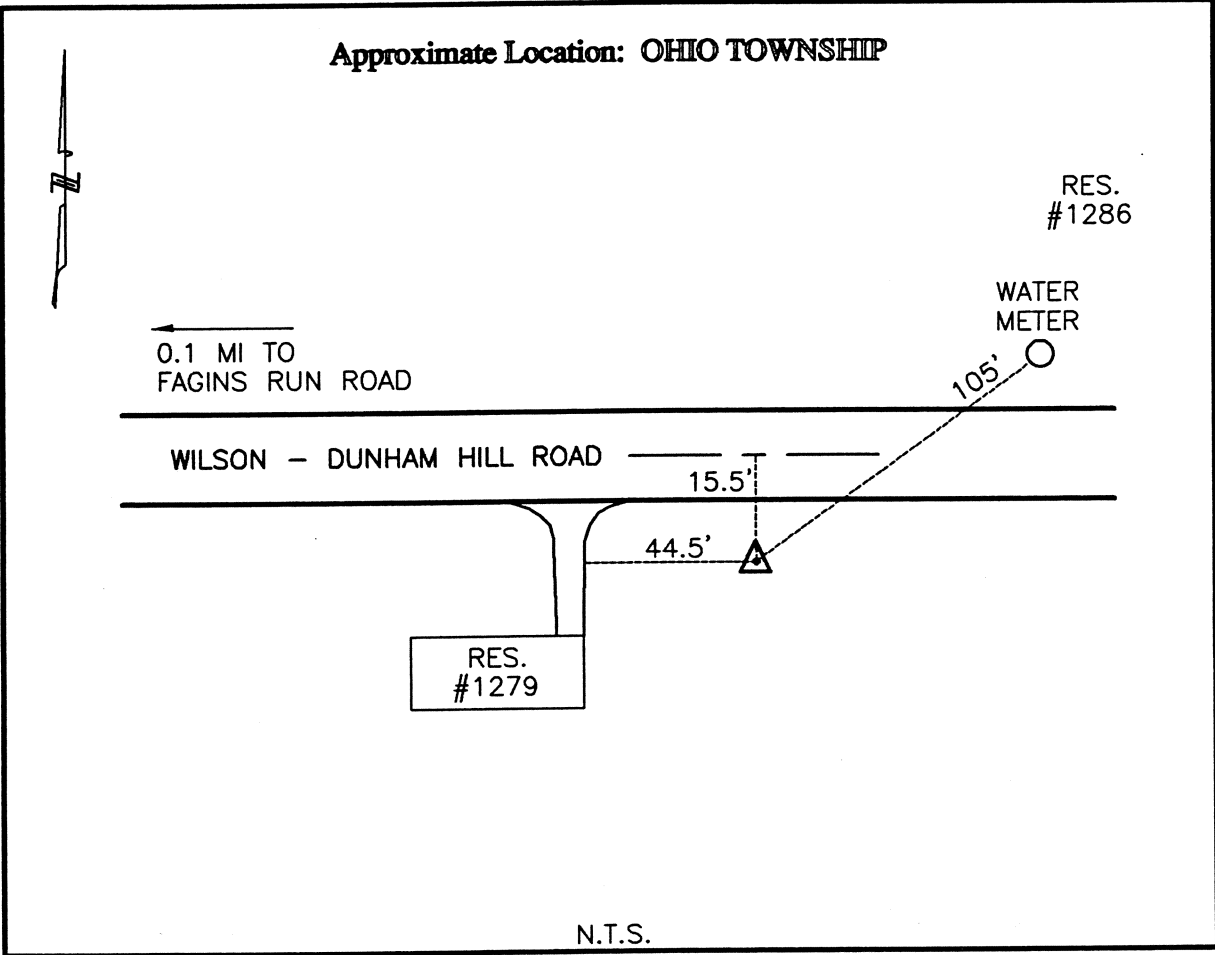 Approximate Location: OHIO TOWNSHIP
N
RES.
#1286
WATER
METER
0.1 MI TO
FAGINS RUN ROAD
105'
WILSON – DUNHAM HILL ROAD
15.5'
44.5'
RES.
#1279
N.T.S.